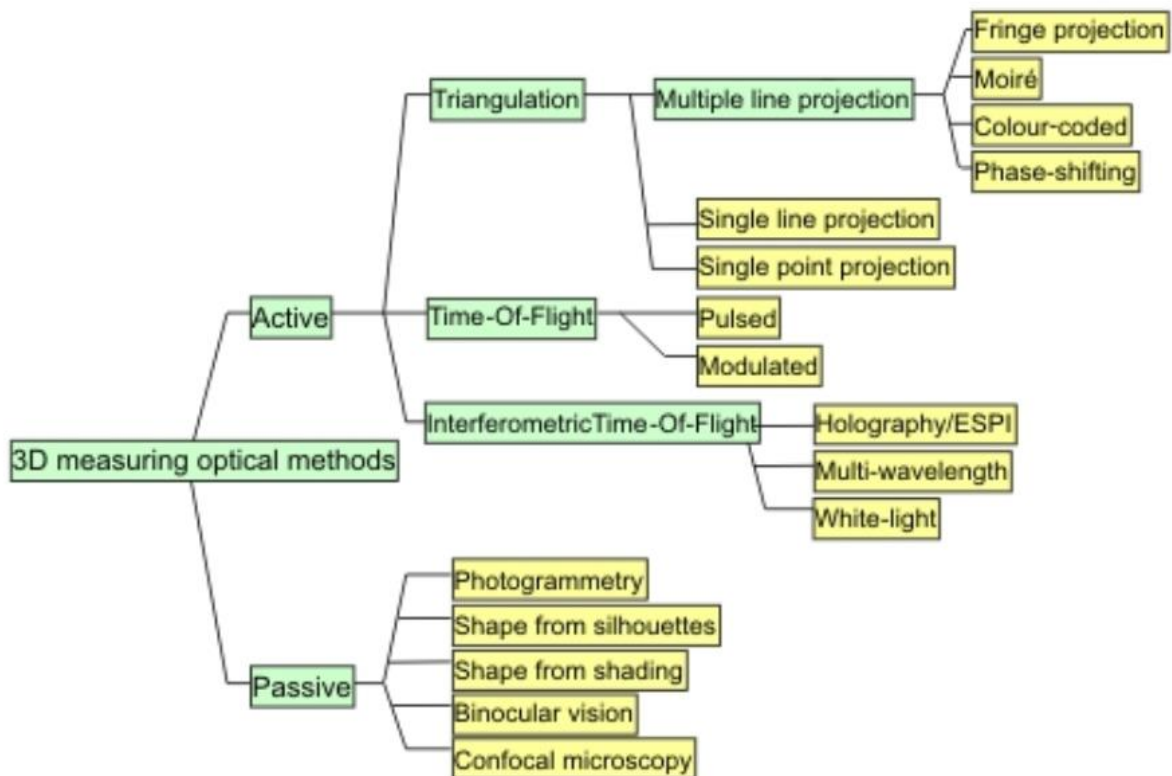 Fringe projection
Triangulation
Multiple line projection
Moiré
Colour-coded
Phase-shifting
Single line projection
Single point projection
Active
Time-Of-Flight
Pulsed
Modulated
InterferometricTime-Of-Flight
Holography/ESPI
3D measuring optical methods
Multi-wavelength
White-light
Photogrammetry
Shape from silhouettes
Shape from shading
Passive
Binocular vision
Confocal microscopy